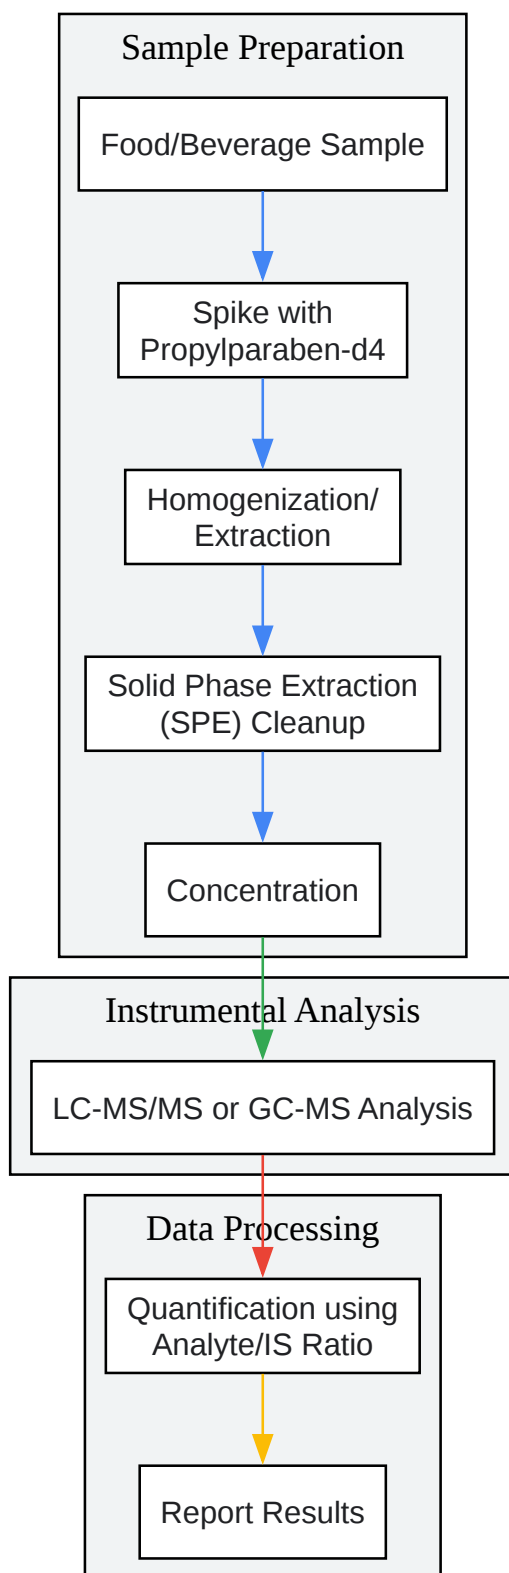 Sample Preparation
Food/Beverage Sample
Spike with
Propylparaben-d4
Homogenization/
Extraction
Solid Phase Extraction
(SPE) Cleanup
Concentration
Instrumental Analysis
LC-MS/MS or GC-MS Analysis
Data Processing
Quantification using
Analyte/IS Ratio
Report Results